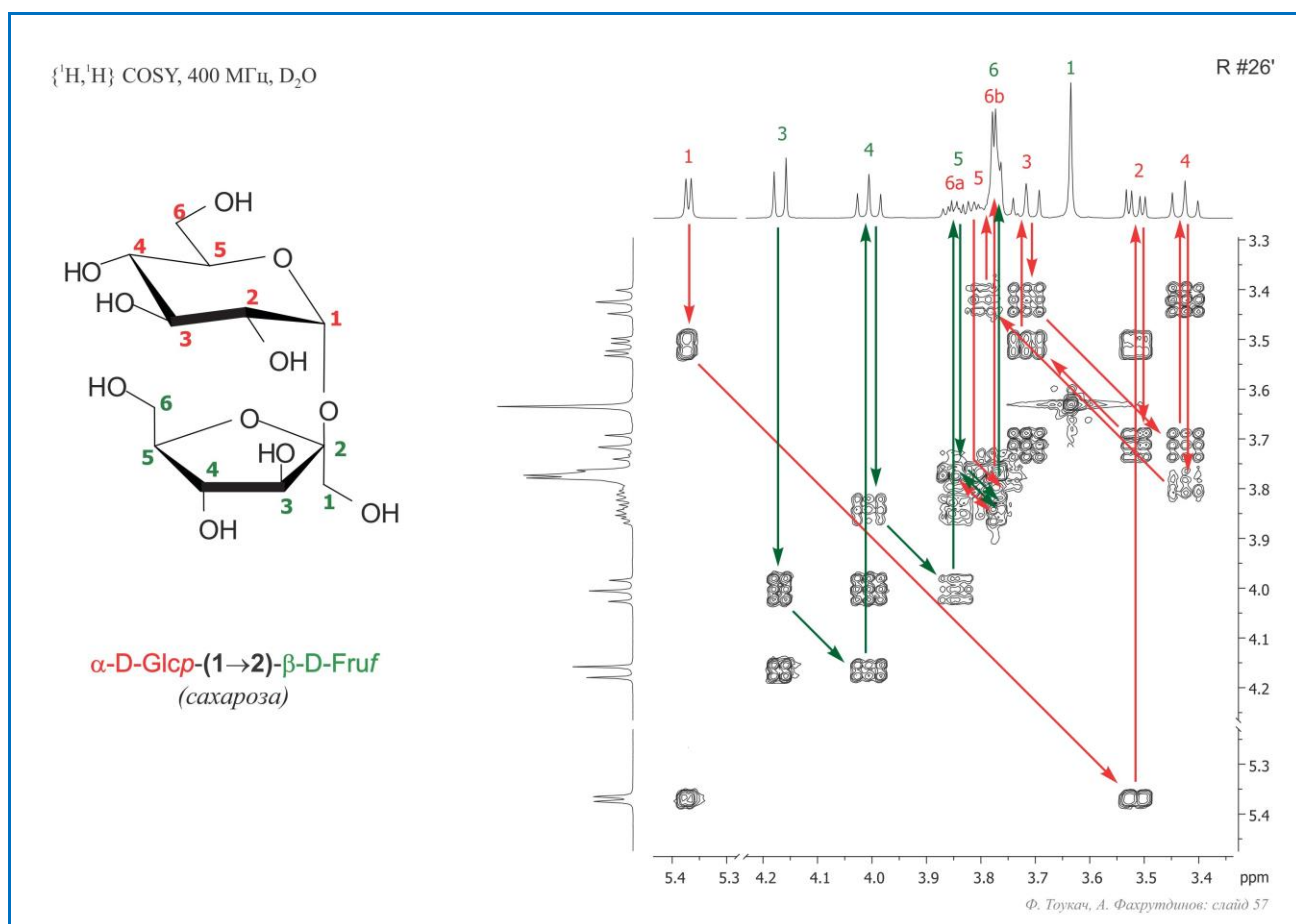 {¹H,¹H} COSY, 400 МГц, D₂O
R #26'
6
6b
1
1
3
4
5
6a
5
3
2
4
6
OH
4
5
O
HO
HO
3
2
1
OH
O
HO
6
O
5
4
HO
3
2
1
OH
OH
α-D-Glcp-(1→2)-β-D-Fruf
(сахароза)
3.3
3.4
3.5
3.6
3.7
3.8
3.9
4.0
4.1
4.2
5.3
5.4
5.4 5.3 4.2 4.1 4.0 3.9 3.8 3.7 3.6 3.5 3.4 ppm
Ф. Тоукач, А. Фахрутдинов: слайд 57